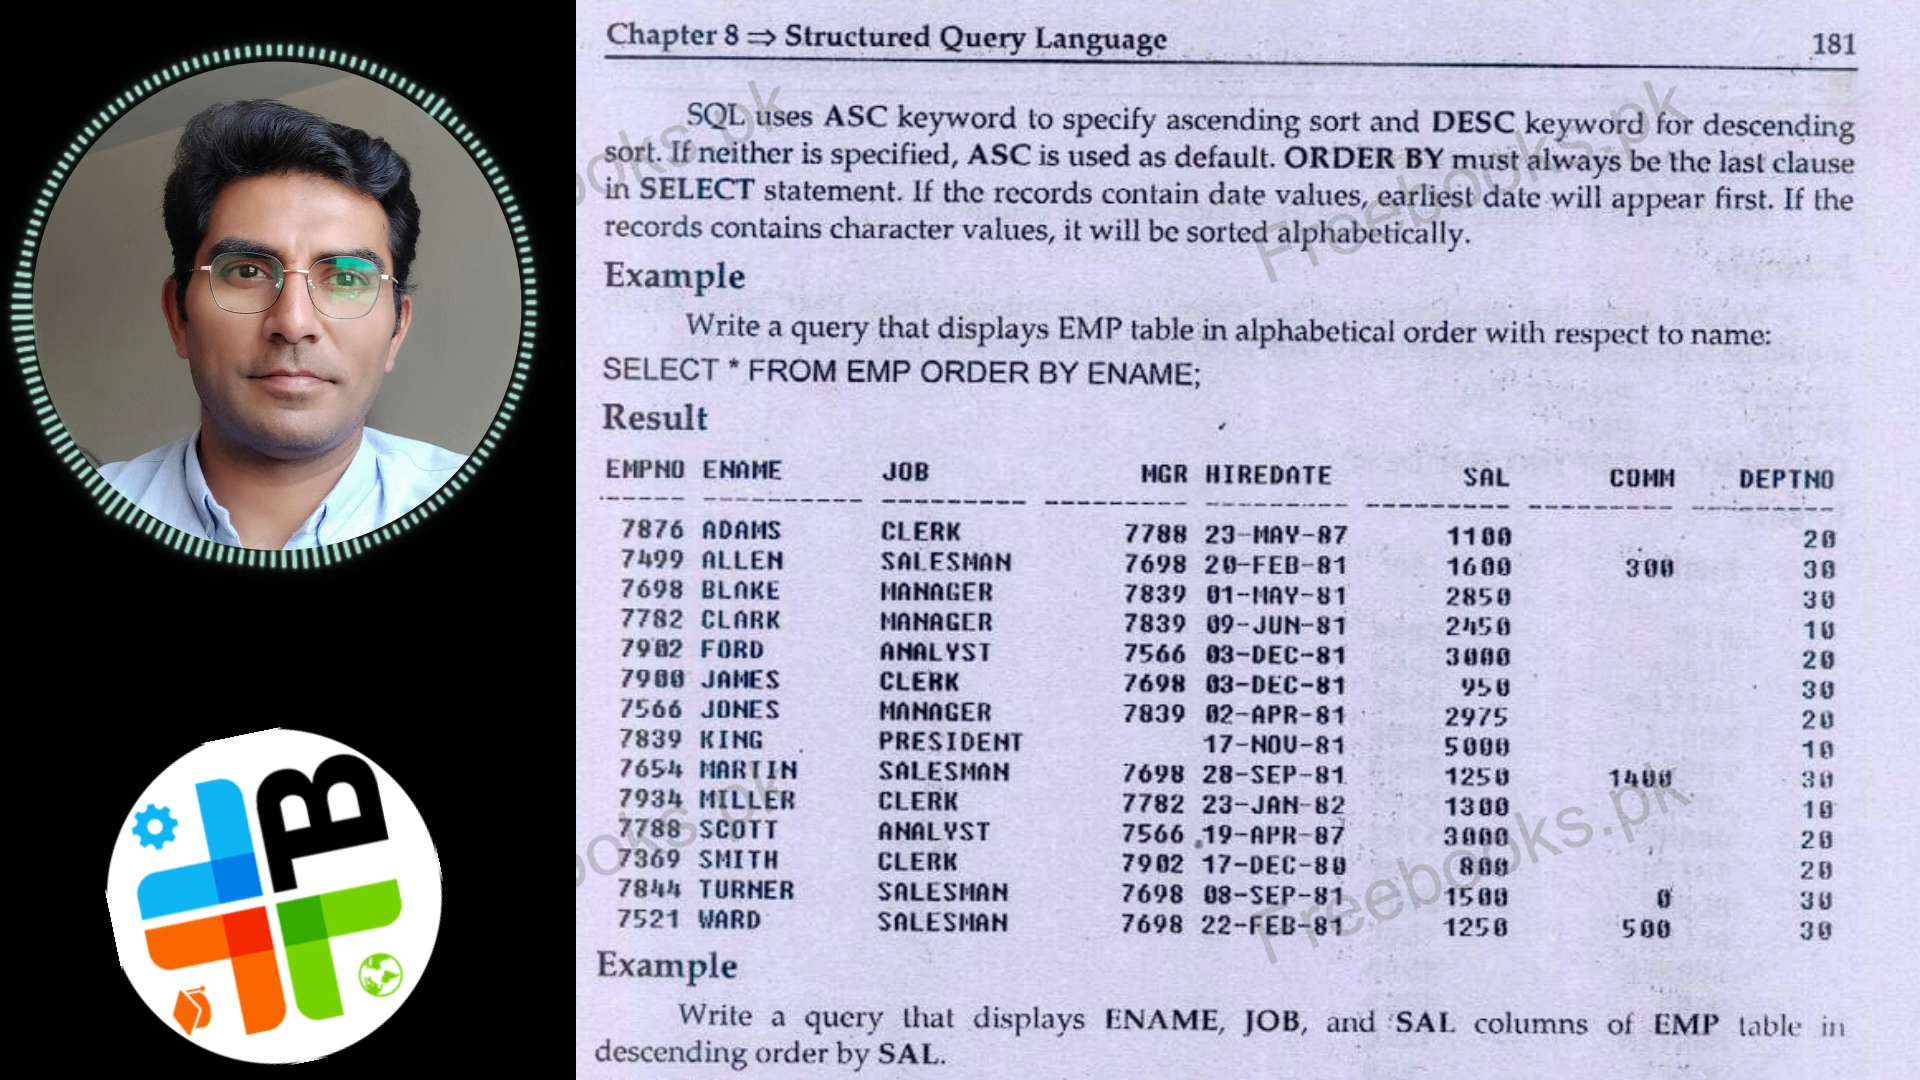 Chapter 8 ⇒ Structured Query Language 181
SQL uses ASC keyword to specify ascending sort and DESC keyword for descending
sort. If neither is specified, ASC is used as default. ORDER BY must always be the last clause
in SELECT statement. If the records contain date values, earliest date will appear first. If the
records contains character values, it will be sorted alphabetically.
Example
Write a query that displays EMP table in alphabetical order with respect to name:
SELECT * FROM EMP ORDER BY ENAME;
Result
EMPNO ENAME JOB MGR HIREDATE SAL COMM DEPTNO
7876 ADAMS CLERK 7788 23-MAY-87 1100 20
7499 ALLEN SALESMAN 7698 20-FEB-81 1600 300 30
7698 BLAKE MANAGER 7839 01-MAY-81 2850 30
7782 CLARK MANAGER 7839 09-JUN-81 2450 10
7902 FORD ANALYST 7566 03-DEC-81 3000 20
7900 JAMES CLERK 7698 03-DEC-81 950 30
7566 JONES MANAGER 7839 02-APR-81 2975 20
7839 KING PRESIDENT 17-NOV-81 5000 10
7654 MARTIN SALESMAN 7698 28-SEP-81 1250 1400 30
7934 MILLER CLERK 7782 23-JAN-82 1300 10
7788 SCOTT ANALYST 7566 19-APR-87 3000 20
7369 SMITH CLERK 7902 17-DEC-80 800 20
7844 TURNER SALESMAN 7698 08-SEP-81 1500 0 30
7521 WARD SALESMAN 7698 22-FEB-81 1250 500 30
Example
Write a query that displays ENAME, JOB, and SAL columns of EMP table in
descending order by SAL.
ooks.pk
Freebooks.pk
ooks.pk
Freebooks.pk
TB